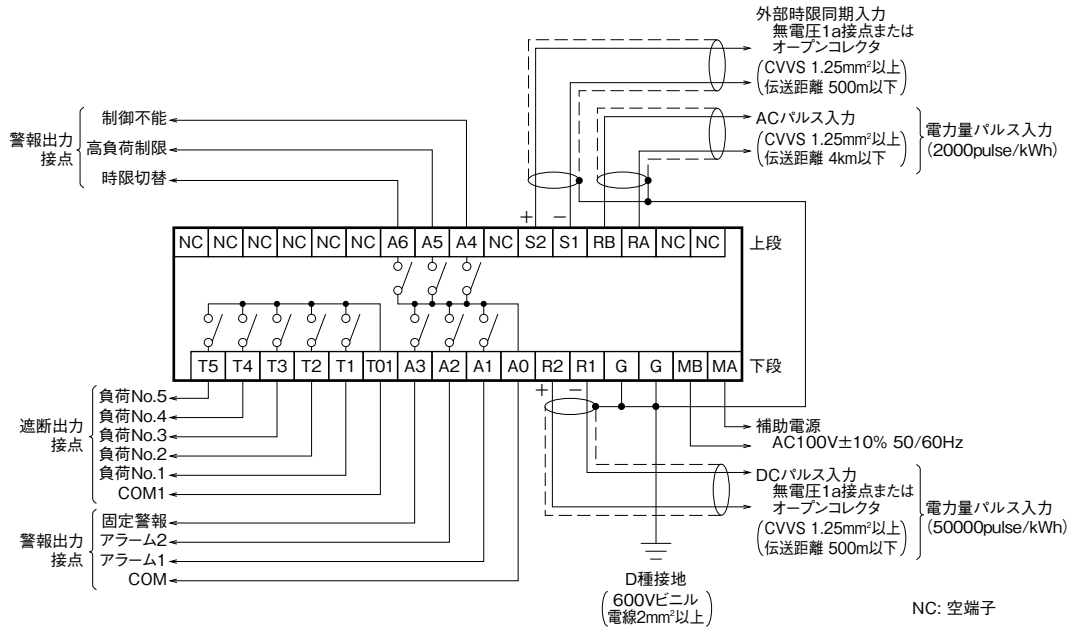 外部時限同期入力
無電圧1a接点または
オープンコレクタ
CVVS 1.25mm²以上
伝送距離 500m以下
ACパルス入力
CVVS 1.25mm²以上
伝送距離 4km以下
電力量パルス入力
(2000pulse/kWh)
警報出力
接点
制御不能
高負荷制限
時限切替
+ −
NC NC NC NC NC NC A6 A5 A4 NC S2 S1 RB RA NC NC 上段
T5 T4 T3 T2 T1 T01 A3 A2 A1 A0 R2 R1 G G MB MA 下段
+ −
遮断出力
接点
負荷No.5
負荷No.4
負荷No.3
負荷No.2
負荷No.1
COM1
警報出力
接点
固定警報
アラーム2
アラーム1
COM
補助電源
AC100V±10% 50/60Hz
DCパルス入力
無電圧1a接点または
オープンコレクタ
CVVS 1.25mm²以上
伝送距離 500m以下
電力量パルス入力
(50000pulse/kWh)
D種接地
600Vビニル
電線2mm²以上
NC: 空端子